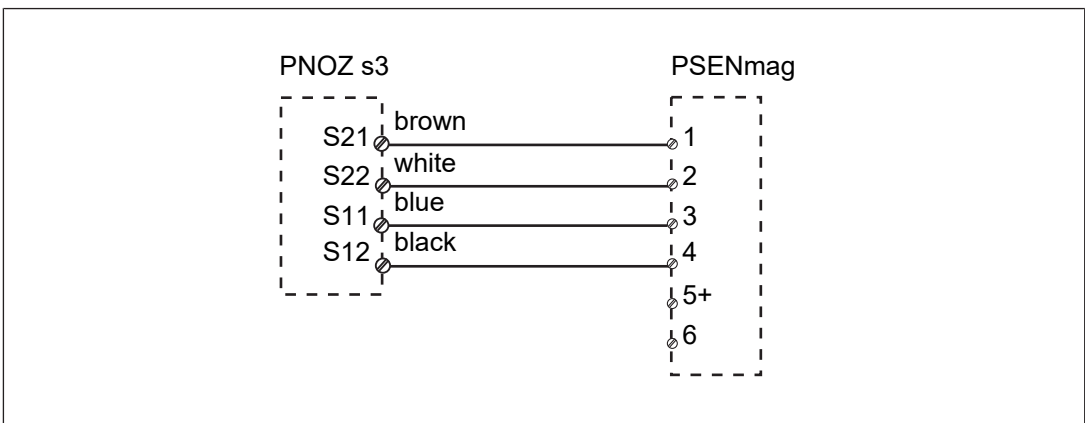 PNOZ s3 PSENmag
S21 brown 1
S22 white 2
S11 blue 3
S12 black 4
5+
6